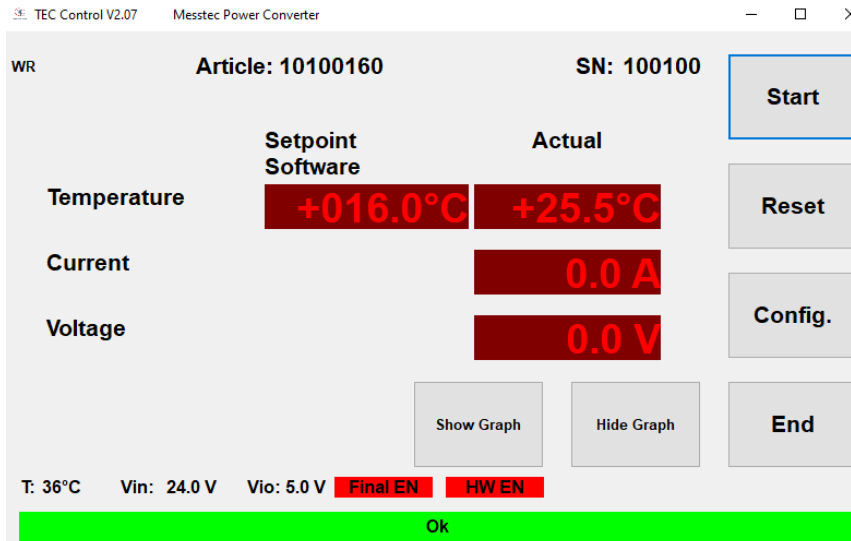 TEC Control V2.07 Messtec Power Converter
WR Article: 10100160 SN: 100100
Start
Setpoint Actual
Software
Temperature +016.0°C +25.5°C
Reset
Current 0.0 A
Config.
Voltage 0.0 V
Show Graph Hide Graph End
T: 36°C Vin: 24.0 V Vio: 5.0 V Final EN HW EN
Ok